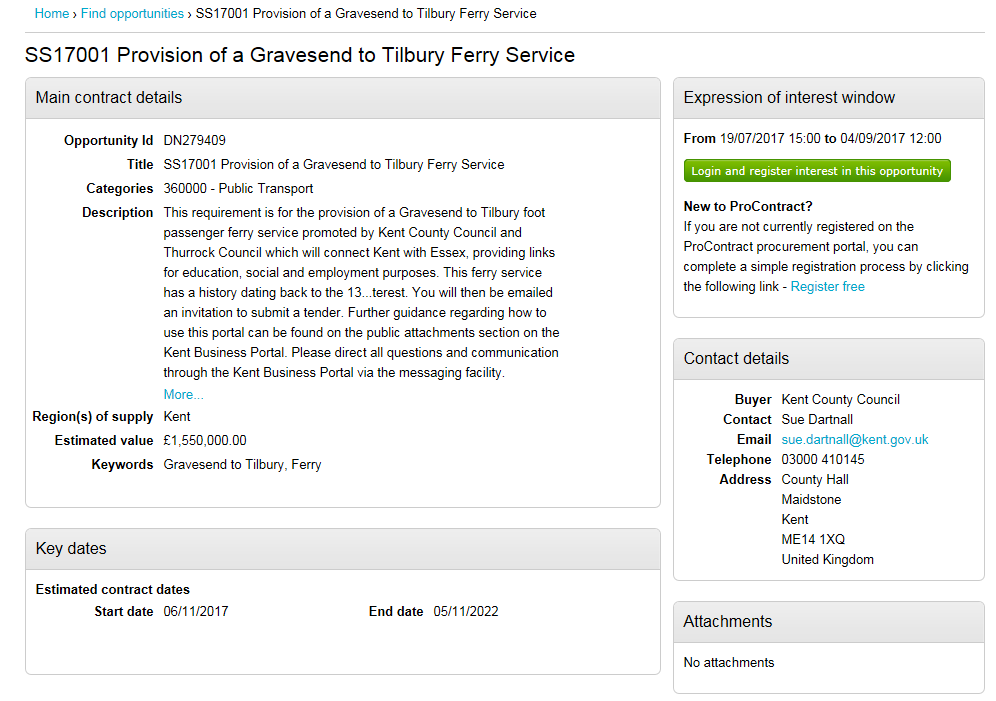 Home › Find opportunities › SS17001 Provision of a Gravesend to Tilbury Ferry Service
SS17001 Provision of a Gravesend to Tilbury Ferry Service
Main contract details
Opportunity Id DN279409
Title SS17001 Provision of a Gravesend to Tilbury Ferry Service
Categories 360000 - Public Transport
Description This requirement is for the provision of a Gravesend to Tilbury foot
passenger ferry service promoted by Kent County Council and
Thurrock Council which will connect Kent with Essex, providing links
for education, social and employment purposes. This ferry service
has a history dating back to the 13...terest. You will then be emailed
an invitation to submit a tender. Further guidance regarding how to
use this portal can be found on the public attachments section on the
Kent Business Portal. Please direct all questions and communication
through the Kent Business Portal via the messaging facility.
More...
Region(s) of supply Kent
Estimated value £1,550,000.00
Keywords Gravesend to Tilbury, Ferry
Key dates
Estimated contract dates
Start date 06/11/2017 End date 05/11/2022
Expression of interest window
From 19/07/2017 15:00 to 04/09/2017 12:00
Login and register interest in this opportunity
New to ProContract?
If you are not currently registered on the
ProContract procurement portal, you can
complete a simple registration process by clicking
the following link - Register free
Contact details
Buyer Kent County Council
Contact Sue Dartnall
Email sue.dartnall@kent.gov.uk
Telephone 03000 410145
Address County Hall
Maidstone
Kent
ME14 1XQ
United Kingdom
Attachments
No attachments